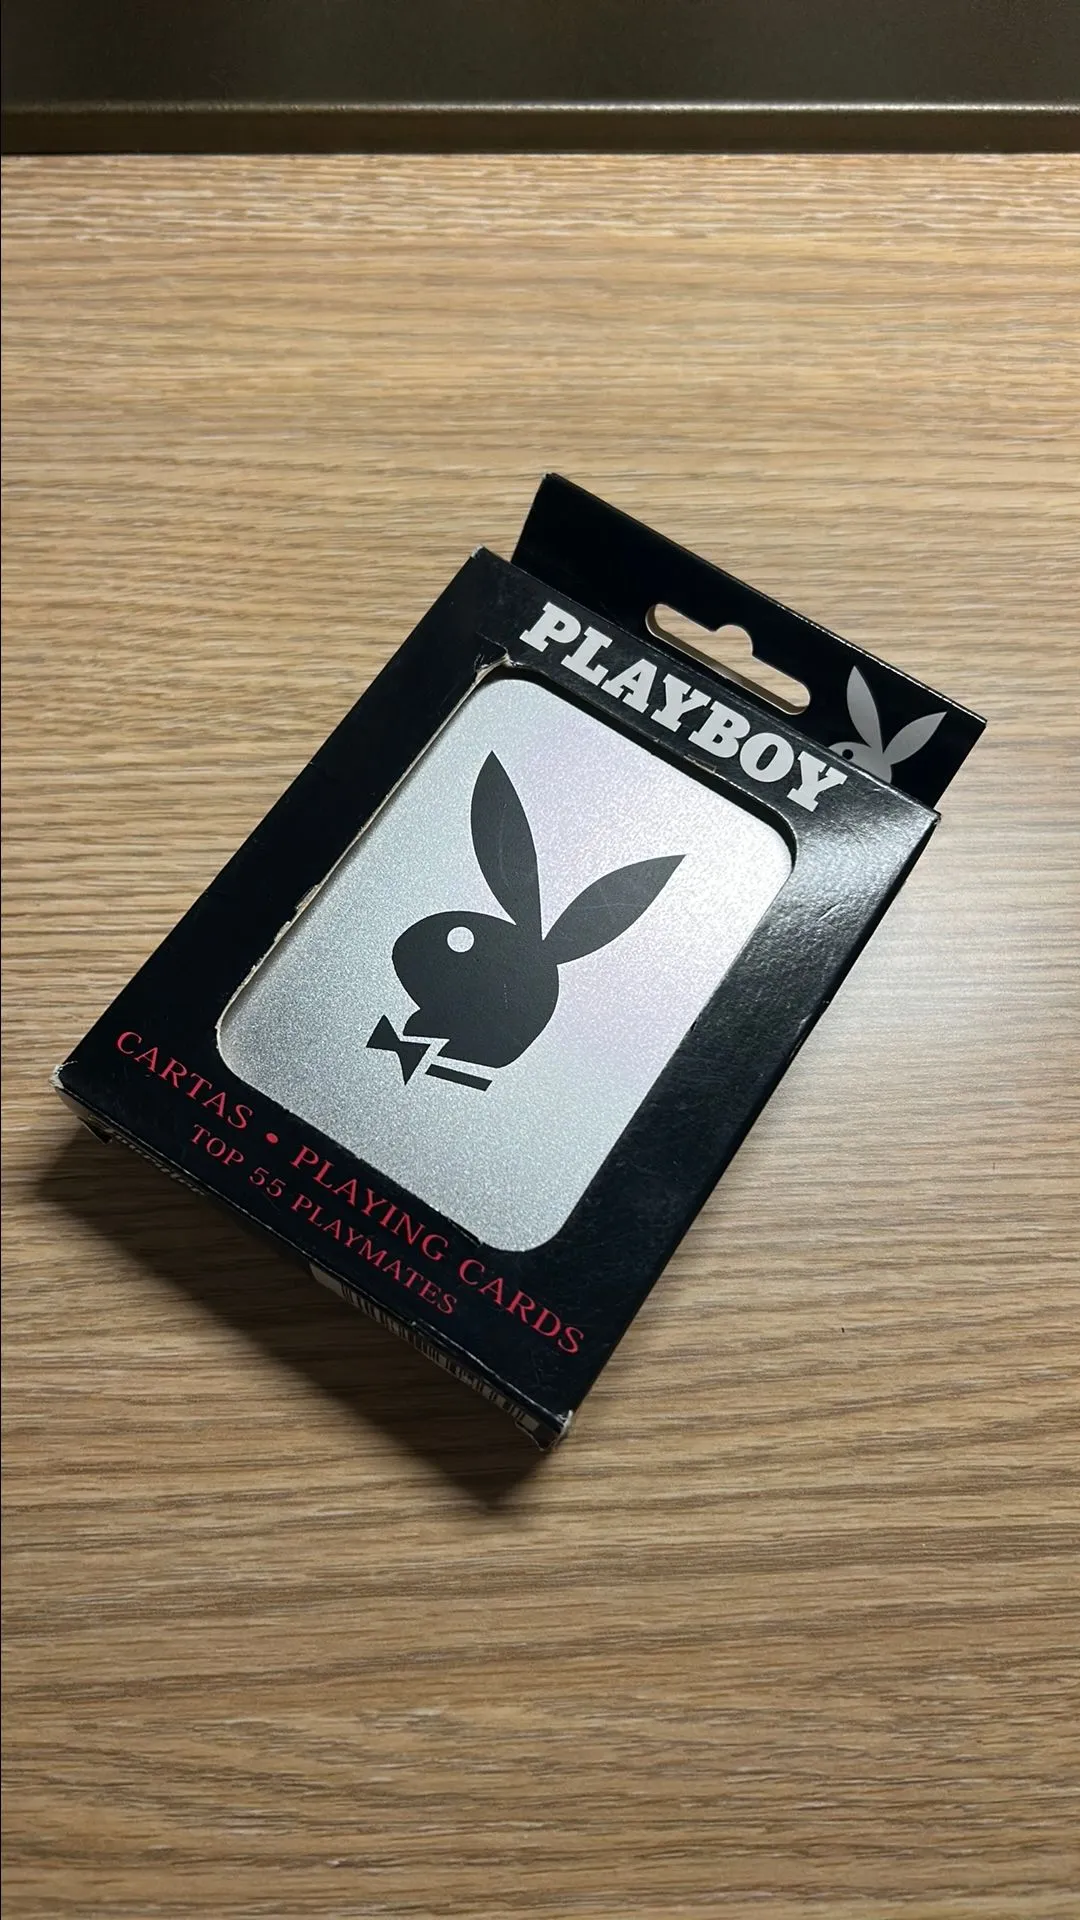 PLAYBOY
CARTAS • PLAYING CARDS
TOP 55 PLAYMATES